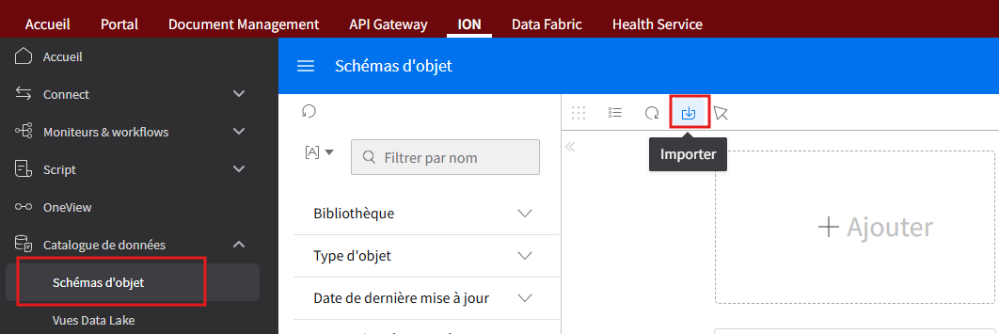 Accueil Portal Document Management API Gateway ION Data Fabric Health Service
Accueil
Connect
Moniteurs & workflows
Script
OneView
Catalogue de données
Schémas d'objet
Vues Data Lake
Schémas d'objet
[A] Filtrer par nom
Bibliothèque
Type d'objet
Date de dernière mise à jour
Importer
+ Ajouter